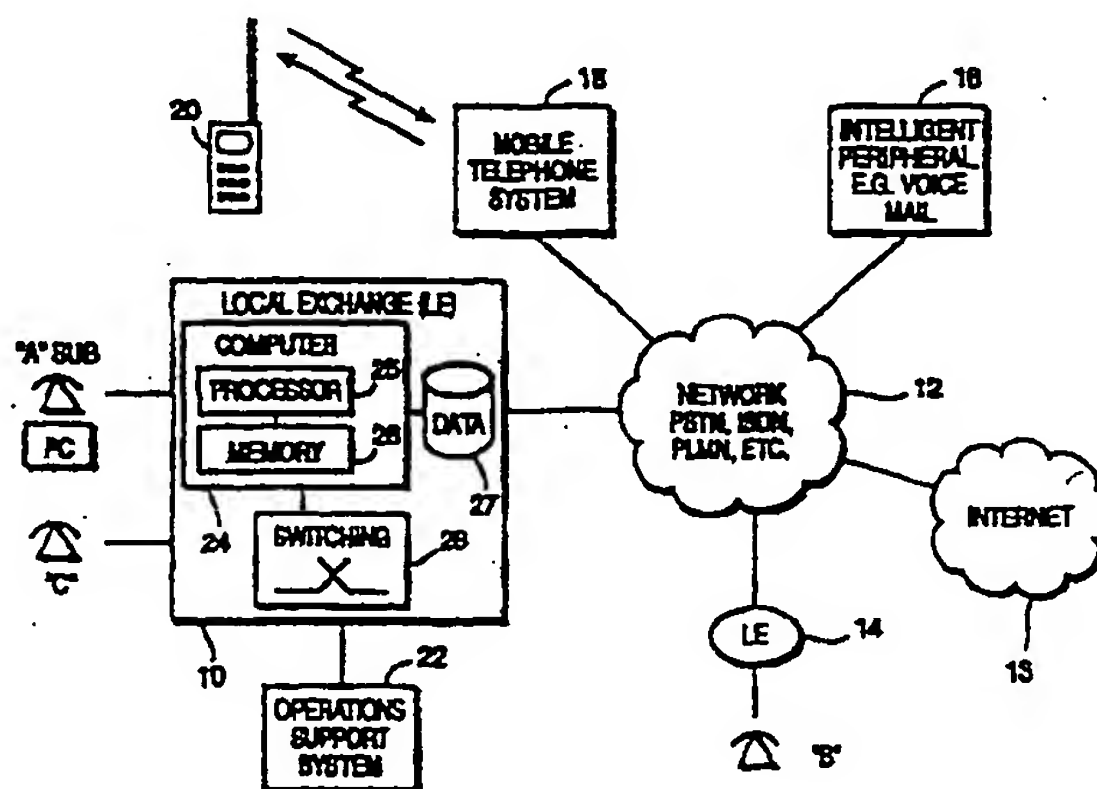 18
16
20
MOBILE
TELEPHONE
SYSTEM
INTELLIGENT
PERIPHERAL
E.G. VOICE
MAIL
LOCAL EXCHANGE (LE)
COMPUTER
"A" SUB
PROCESSOR
25
PC
MEMORY
26
DATA
27
NETWORK
PSTN, ISDN,
PLMN, ETC.
12
24
SWITCHING
28
"C"
INTERNET
13
LE
14
10
22
OPERATIONS
SUPPORT
SYSTEM
"B"